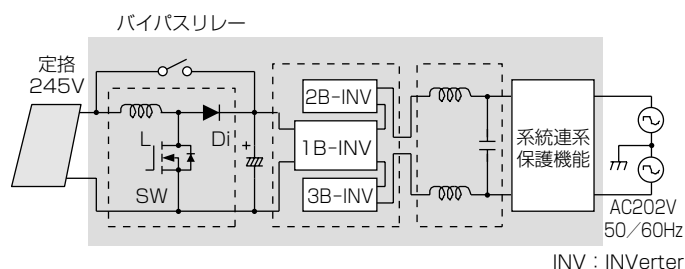 バイパスリレー
定挌
245V
L
Di
+
SW
2B-INV
1B-INV
3B-INV
系統連系
保護機能
AC202V
50/60Hz
INV：INVerter